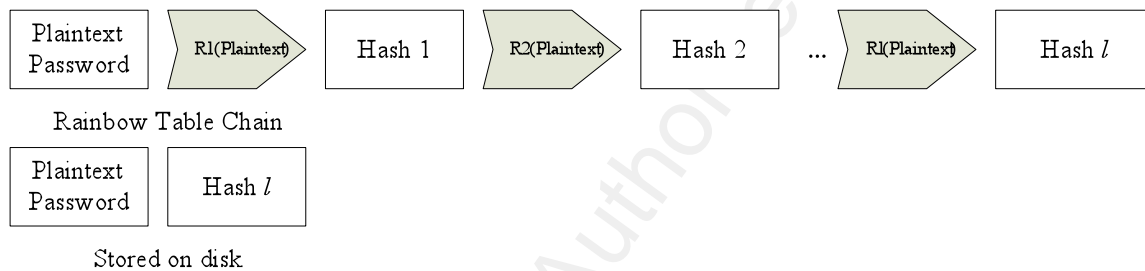 Plaintext
Password
R1(Plaintext)
Hash 1
R2(Plaintext)
Hash 2
...
Rl(Plaintext)
Hash l
Rainbow Table Chain
Plaintext
Password
Hash l
Stored on disk
Autho